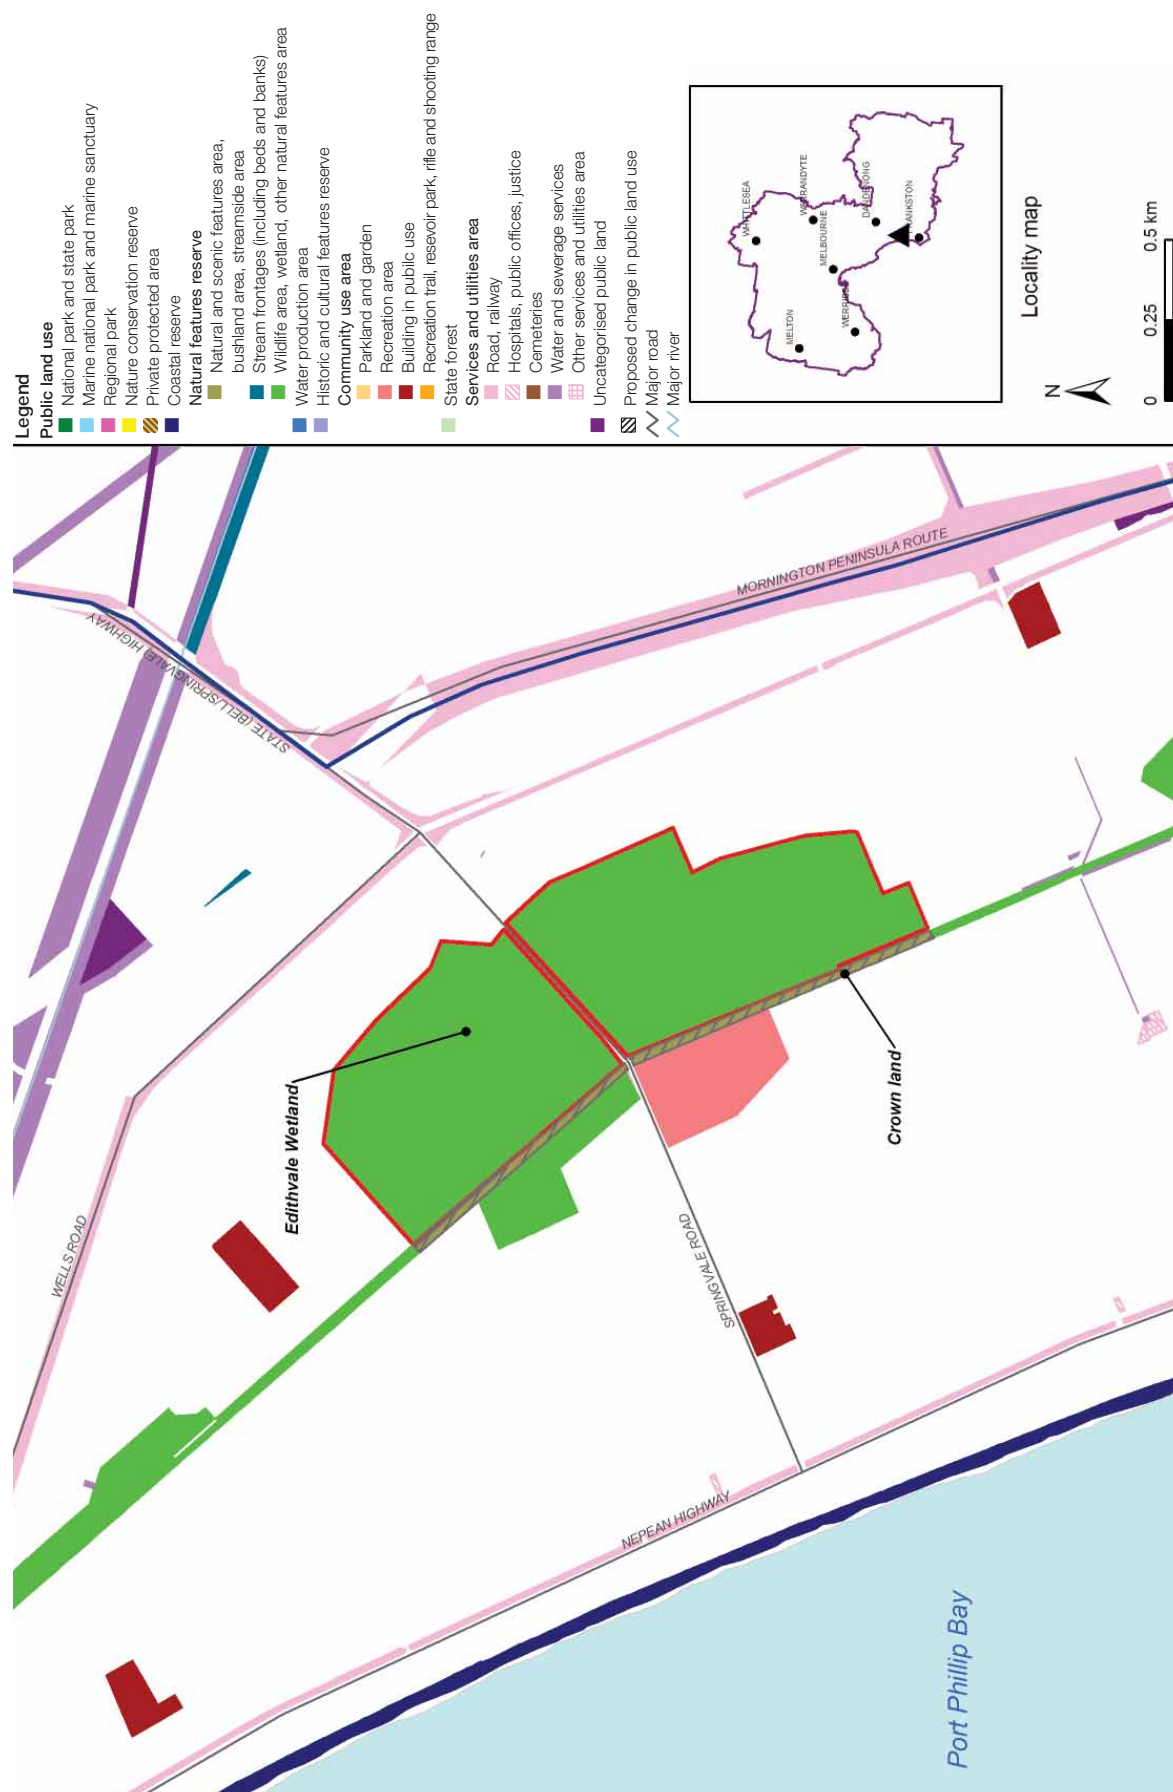 Legend
Public land use
National park and state park
Marine national park and marine sanctuary
Regional park
Nature conservation reserve
Private protected area
Coastal reserve
Natural features reserve
Natural and scenic features area,
bushland area, streamside area
Stream frontages (including beds and banks)
Wildlife area, wetland, other natural features area
Water production area
Historic and cultural features reserve
Community use area
Parkland and garden
Recreation area
Building in public use
Recreation trail, resevoir park, rifle and shooting range
State forest
Services and utilities area
Road, railway
Hospitals, public offices, justice
Cemeteries
Water and sewerage services
Other services and utilities area
Uncategorised public land
Proposed change in public land use
Major road
Major river
WHITTLESEA
WARRANDYTE
MELTON
MELBOURNE
WERRIBEE
DANDENONG
FRANKSTON
Locality map
N
0 0.25 0.5 km
STATE (BELL/SPRINGVALE) HIGHWAY
MORNINGTON PENINSULA ROUTE
WELLS ROAD
Edithvale Wetland
Crown land
SPRINGVALE ROAD
NEPEAN HIGHWAY
Port Phillip Bay